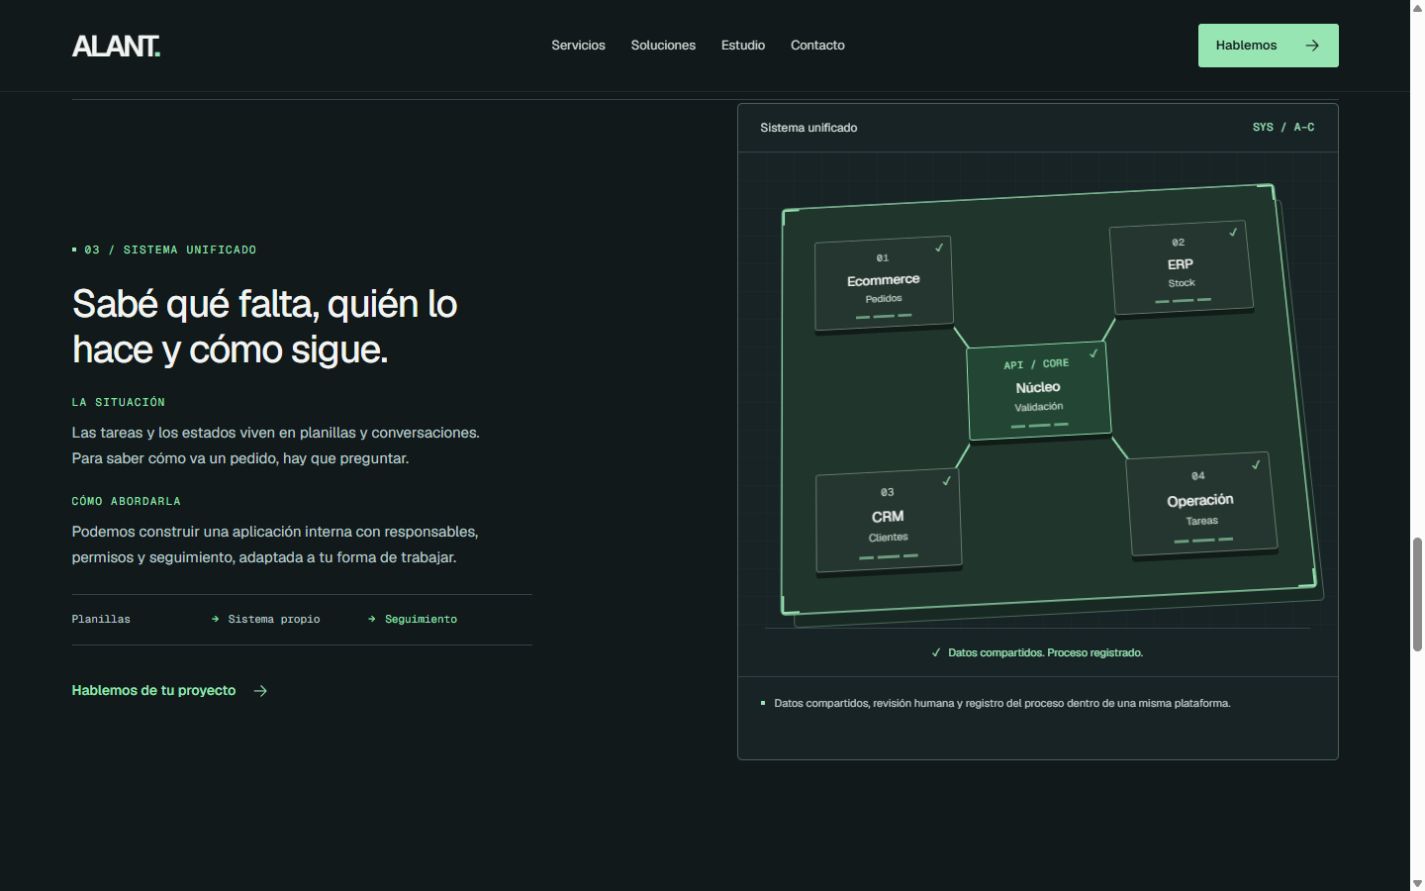 ALANT.
Servicios
Soluciones
Estudio
Contacto
Hablemos
03 / SISTEMA UNIFICADO
Sabé qué falta, quién lo
hace y cómo sigue.
LA SITUACIÓN
Las tareas y los estados viven en planillas y conversaciones.
Para saber cómo va un pedido, hay que preguntar.
CÓMO ABORDARLA
Podemos construir una aplicación interna con responsables,
permisos y seguimiento, adaptada a tu forma de trabajar.
Planillas → Sistema propio → Seguimiento
Hablemos de tu proyecto →
Sistema unificado
SYS / A-C
01
Ecommerce
Pedidos
02
ERP
Stock
API / CORE
Núcleo
Validación
03
CRM
Clientes
04
Operación
Tareas
✓ Datos compartidos. Proceso registrado.
Datos compartidos, revisión humana y registro del proceso dentro de una misma plataforma.